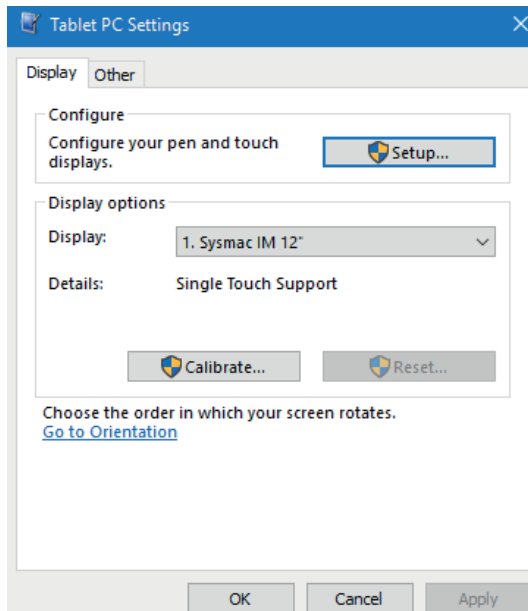 Tablet PC Settings
Display
Other
Configure
Configure your pen and touch
displays.
Setup...
Display options
Display:
1. Sysmac IM 12"
Details:
Single Touch Support
Calibrate...
Reset...
Choose the order in which your screen rotates.
Go to Orientation
OK
Cancel
Apply